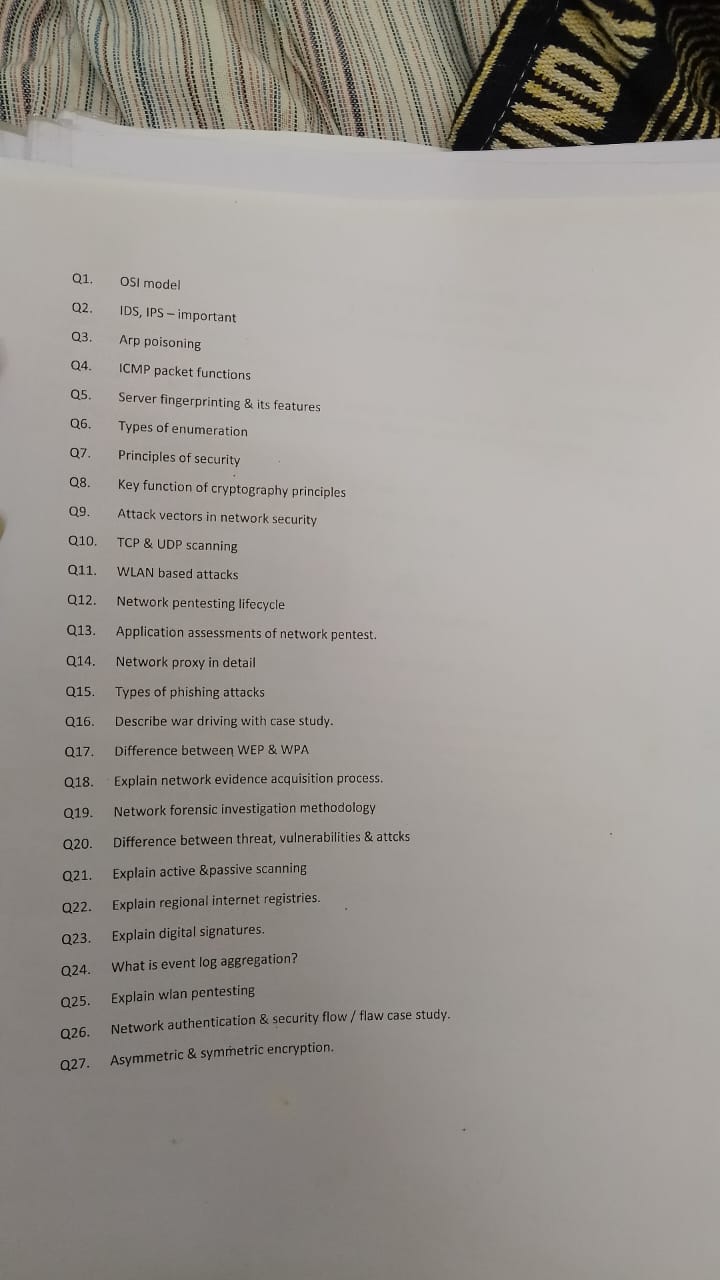 AND
Q1. OSI model
Q2. IDS, IPS – important
Q3. Arp poisoning
Q4. ICMP packet functions
Q5. Server fingerprinting & its features
Q6. Types of enumeration
Q7. Principles of security
Q8. Key function of cryptography principles
Q9. Attack vectors in network security
Q10. TCP & UDP scanning
Q11. WLAN based attacks
Q12. Network pentesting lifecycle
Q13. Application assessments of network pentest.
Q14. Network proxy in detail
Q15. Types of phishing attacks
Q16. Describe war driving with case study.
Q17. Difference between WEP & WPA
Q18. Explain network evidence acquisition process.
Q19. Network forensic investigation methodology
Q20. Difference between threat, vulnerabilities & attcks
Q21. Explain active &passive scanning
Q22. Explain regional internet registries.
Q23. Explain digital signatures.
Q24. What is event log aggregation?
Q25. Explain wlan pentesting
Q26. Network authentication & security flow / flaw case study.
Q27. Asymmetric & symmetric encryption.